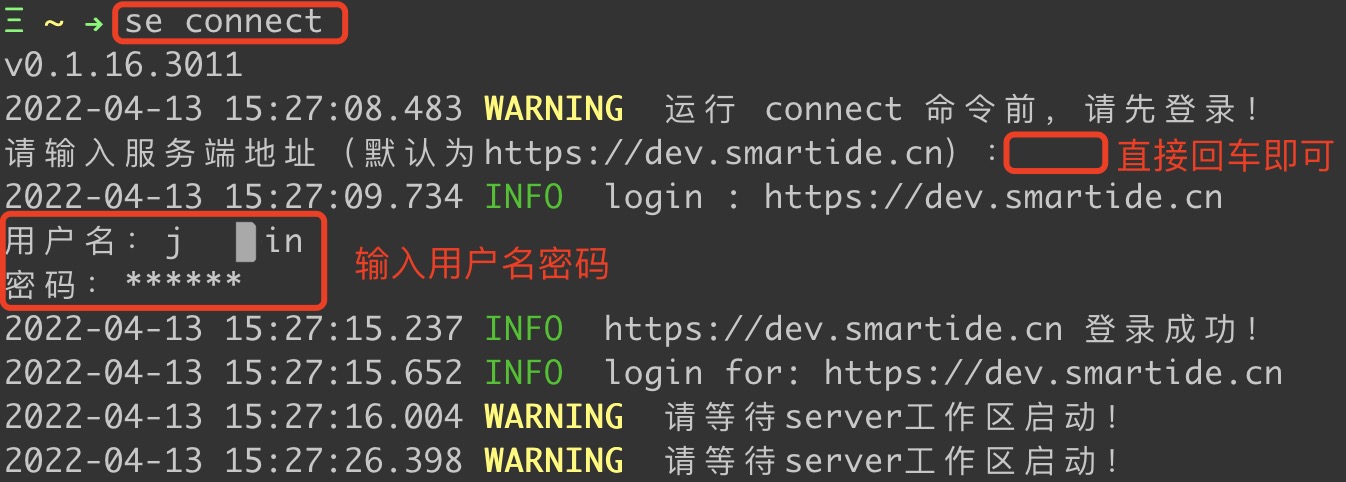 Ξ ~ → se connect
v0.1.16.3011
2022-04-13 15:27:08.483 WARNING 运行 connect 命令前, 请先登录!
请输入服务端地址（默认为https://dev.smartide.cn）: 直接回车即可
2022-04-13 15:27:09.734 INFO login : https://dev.smartide.cn
用户名: j in
输入用户名密码
密码: ******
2022-04-13 15:27:15.237 INFO https://dev.smartide.cn 登录成功!
2022-04-13 15:27:15.652 INFO login for: https://dev.smartide.cn
2022-04-13 15:27:16.004 WARNING 请等待server工作区启动!
2022-04-13 15:27:26.398 WARNING 请等待server工作区启动!